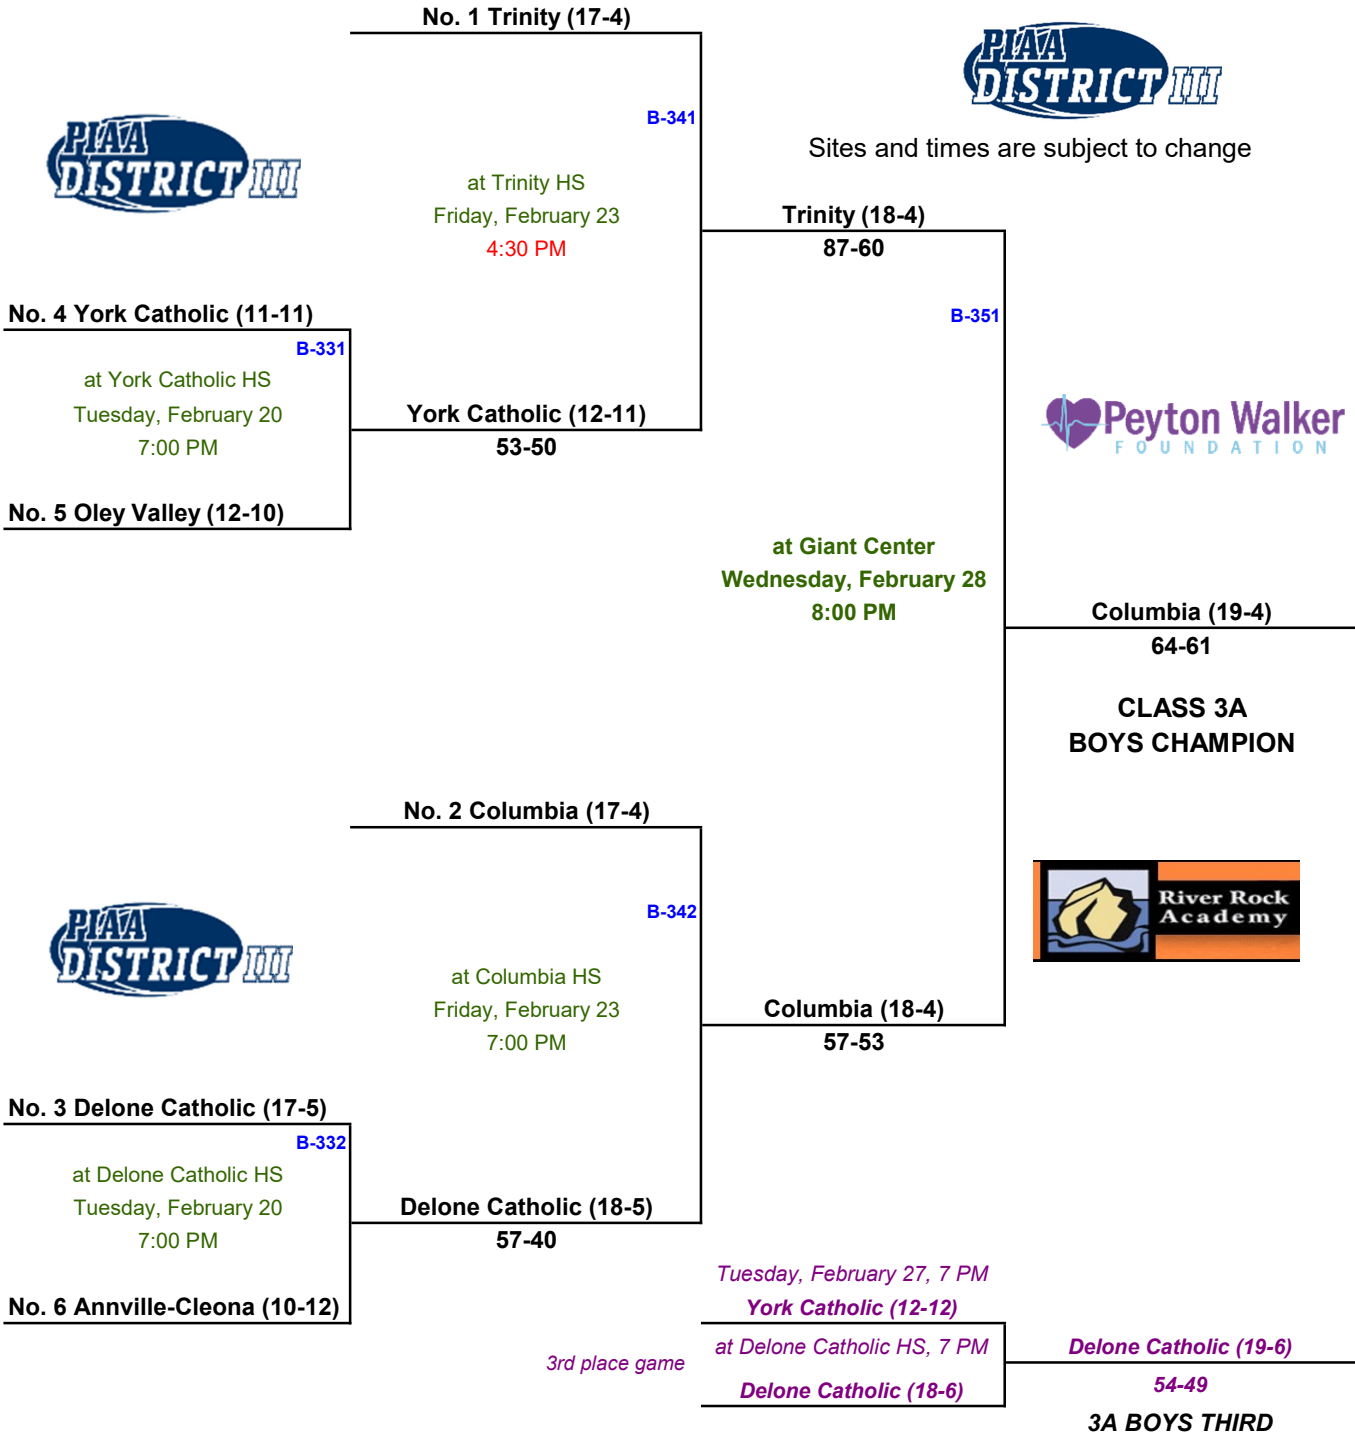 No. 1 Trinity (17-4)
PIAA
DISTRICT III
B-341
Sites and times are subject to change
PIAA
DISTRICT III
at Trinity HS
Friday, February 23
4:30 PM
Trinity (18-4)
87-60
No. 4 York Catholic (11-11)
B-331
B-351
at York Catholic HS
Tuesday, February 20
7:00 PM
York Catholic (12-11)
53-50
Peyton Walker
FOUNDATION
No. 5 Oley Valley (12-10)
at Giant Center
Wednesday, February 28
8:00 PM
Columbia (19-4)
64-61
CLASS 3A
BOYS CHAMPION
No. 2 Columbia (17-4)
B-342
River Rock
Academy
PIAA
DISTRICT III
at Columbia HS
Friday, February 23
7:00 PM
Columbia (18-4)
57-53
No. 3 Delone Catholic (17-5)
B-332
at Delone Catholic HS
Tuesday, February 20
7:00 PM
Delone Catholic (18-5)
57-40
No. 6 Annville-Cleona (10-12)
Tuesday, February 27, 7 PM
York Catholic (12-12)
3rd place game
at Delone Catholic HS, 7 PM
Delone Catholic (18-6)
Delone Catholic (19-6)
54-49
3A BOYS THIRD